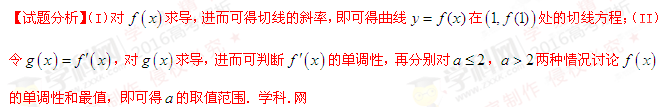 【试题分析】(I)对 f(x)求导，进而可得切线的斜率，即可得曲线 y = f(x) 在 (1, f(1)) 处的切线方程；(II)
令 g(x) = f′(x)，对 g(x) 求导，进而可判断 f′(x) 的单调性，再分别对 a ≤ 2，a > 2 两种情况讨论 f(x)
的单调性和最值，即可得 a 的取值范围．学科.网